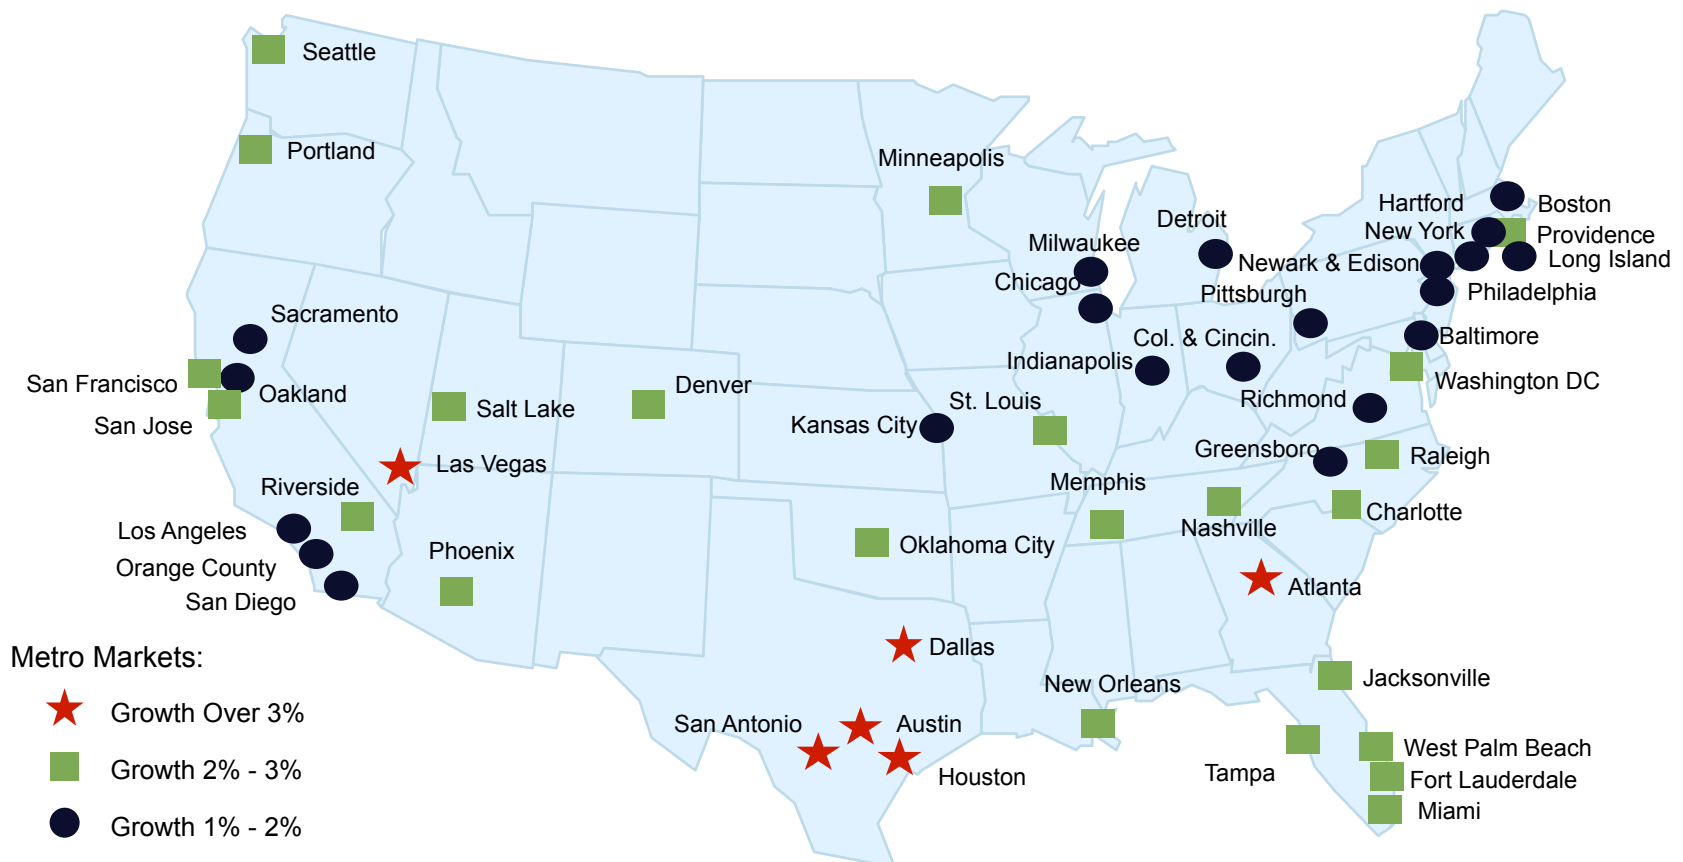 Seattle
Portland
Minneapolis
Hartford
Boston
Detroit
New York
Providence
Milwaukee
Newark & Edison
Long Island
Chicago
Pittsburgh
Philadelphia
Sacramento
Col. & Cincin.
Baltimore
Indianapolis
San Francisco
Oakland
Denver
Washington DC
San Jose
Salt Lake
St. Louis
Richmond
Kansas City
Las Vegas
Greensboro
Raleigh
Riverside
Memphis
Los Angeles
Nashville
Charlotte
Phoenix
Oklahoma City
Orange County
San Diego
Atlanta
Dallas
Metro Markets:
New Orleans
Jacksonville
Growth Over 3%
San Antonio
Austin
West Palm Beach
Growth 2% - 3%
Houston
Tampa
Fort Lauderdale
Miami
Growth 1% - 2%